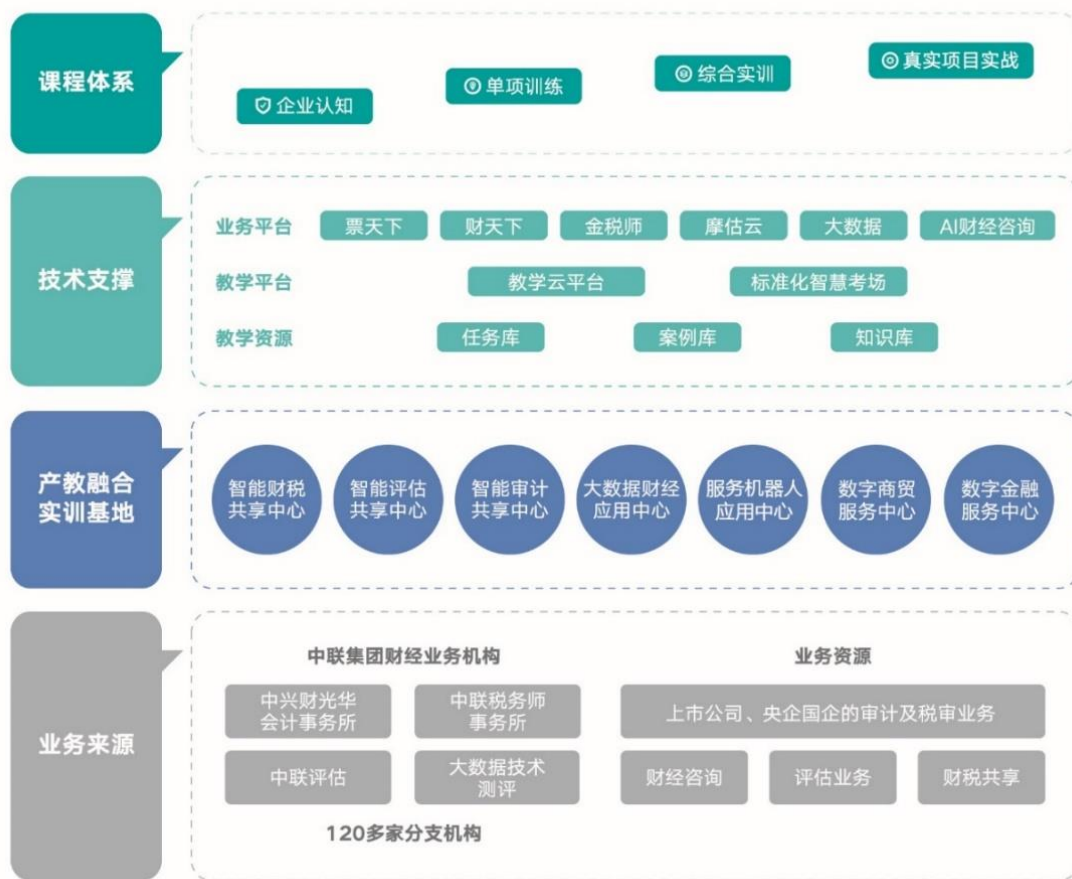 课程体系
企业认知
单项训练
综合实训
真实项目实战
技术支撑
业务平台 票天下 财天下 金税师 摩估云 大数据 AI财经咨询
教学平台 教学云平台 标准化智慧考场
教学资源 任务库 案例库 知识库
产教融合
实训基地
智能财税
共享中心
智能评估
共享中心
智能审计
共享中心
大数据财经
应用中心
服务机器人
应用中心
数字商贸
服务中心
数字金融
服务中心
业务来源
中联集团财经业务机构
中兴财光华
会计事务所
中联税务师
事务所
中联评估
大数据技术
测评
120多家分支机构
业务资源
上市公司、央企国企的审计及税审业务
财经咨询 评估业务 财税共享